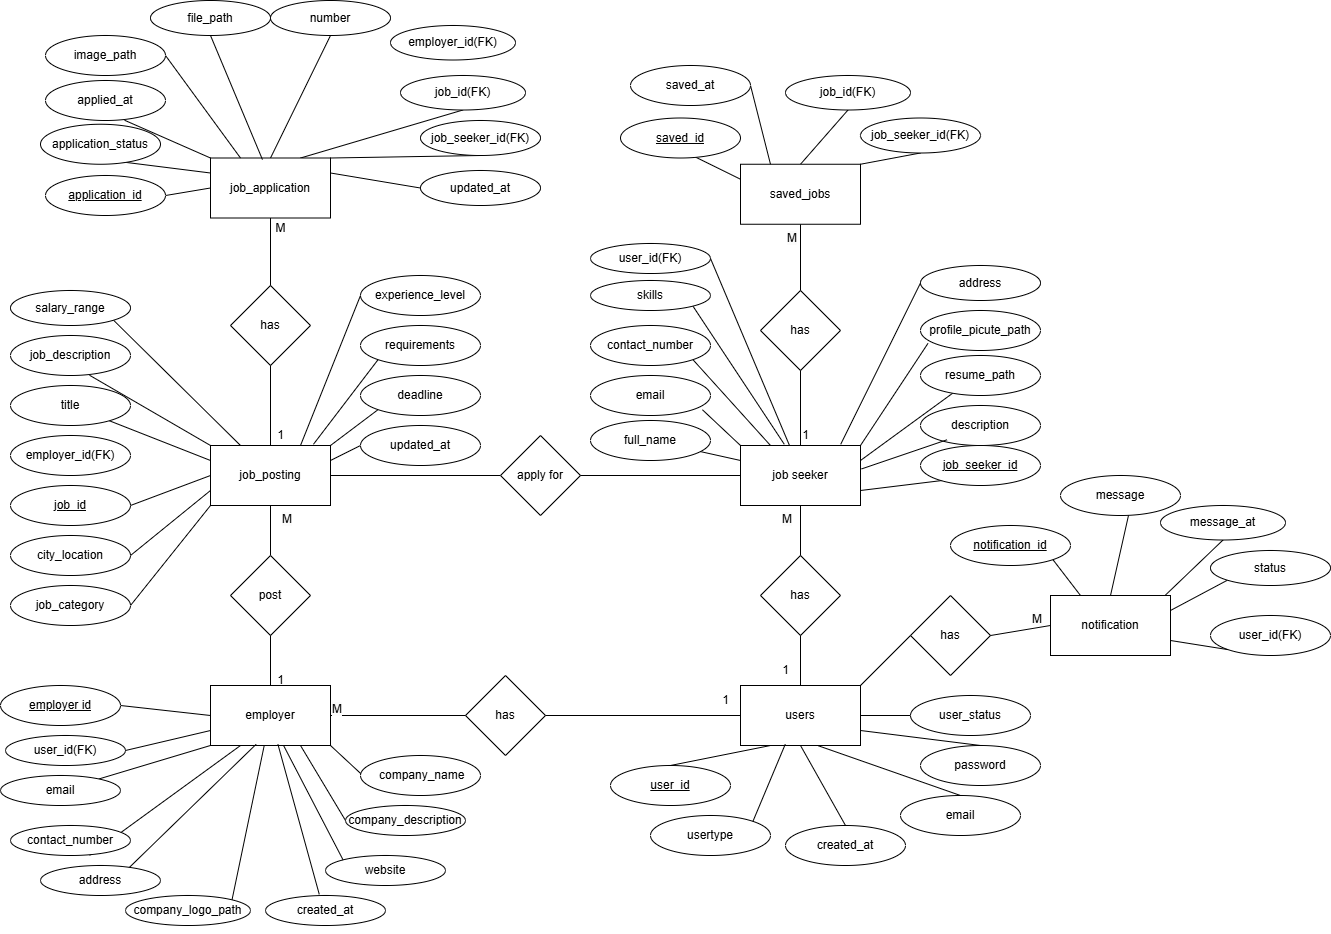 file_path
number
employer_id(FK)
image_path
job_id(FK)
applied_at
job_seeker_id(FK)
application_status
application_id
job_application
updated_at
saved_at
job_id(FK)
saved_id
job_seeker_id(FK)
saved_jobs
M
M
has
has
salary_range
job_description
title
employer_id(FK)
job_id
city_location
job_category
experience_level
requirements
deadline
updated_at
1
job_posting
apply for
user_id(FK)
skills
contact_number
email
full_name
1
job seeker
address
profile_picute_path
resume_path
description
job_seeker_id
M
M
post
has
message
message_at
notification_id
status
notification
user_id(FK)
M
has
1
1
employer id
employer
M
has
1
users
user_status
password
email
user_id
usertype
created_at
user_id(FK)
email
contact_number
address
company_logo_path
created_at
website
company_description
company_name